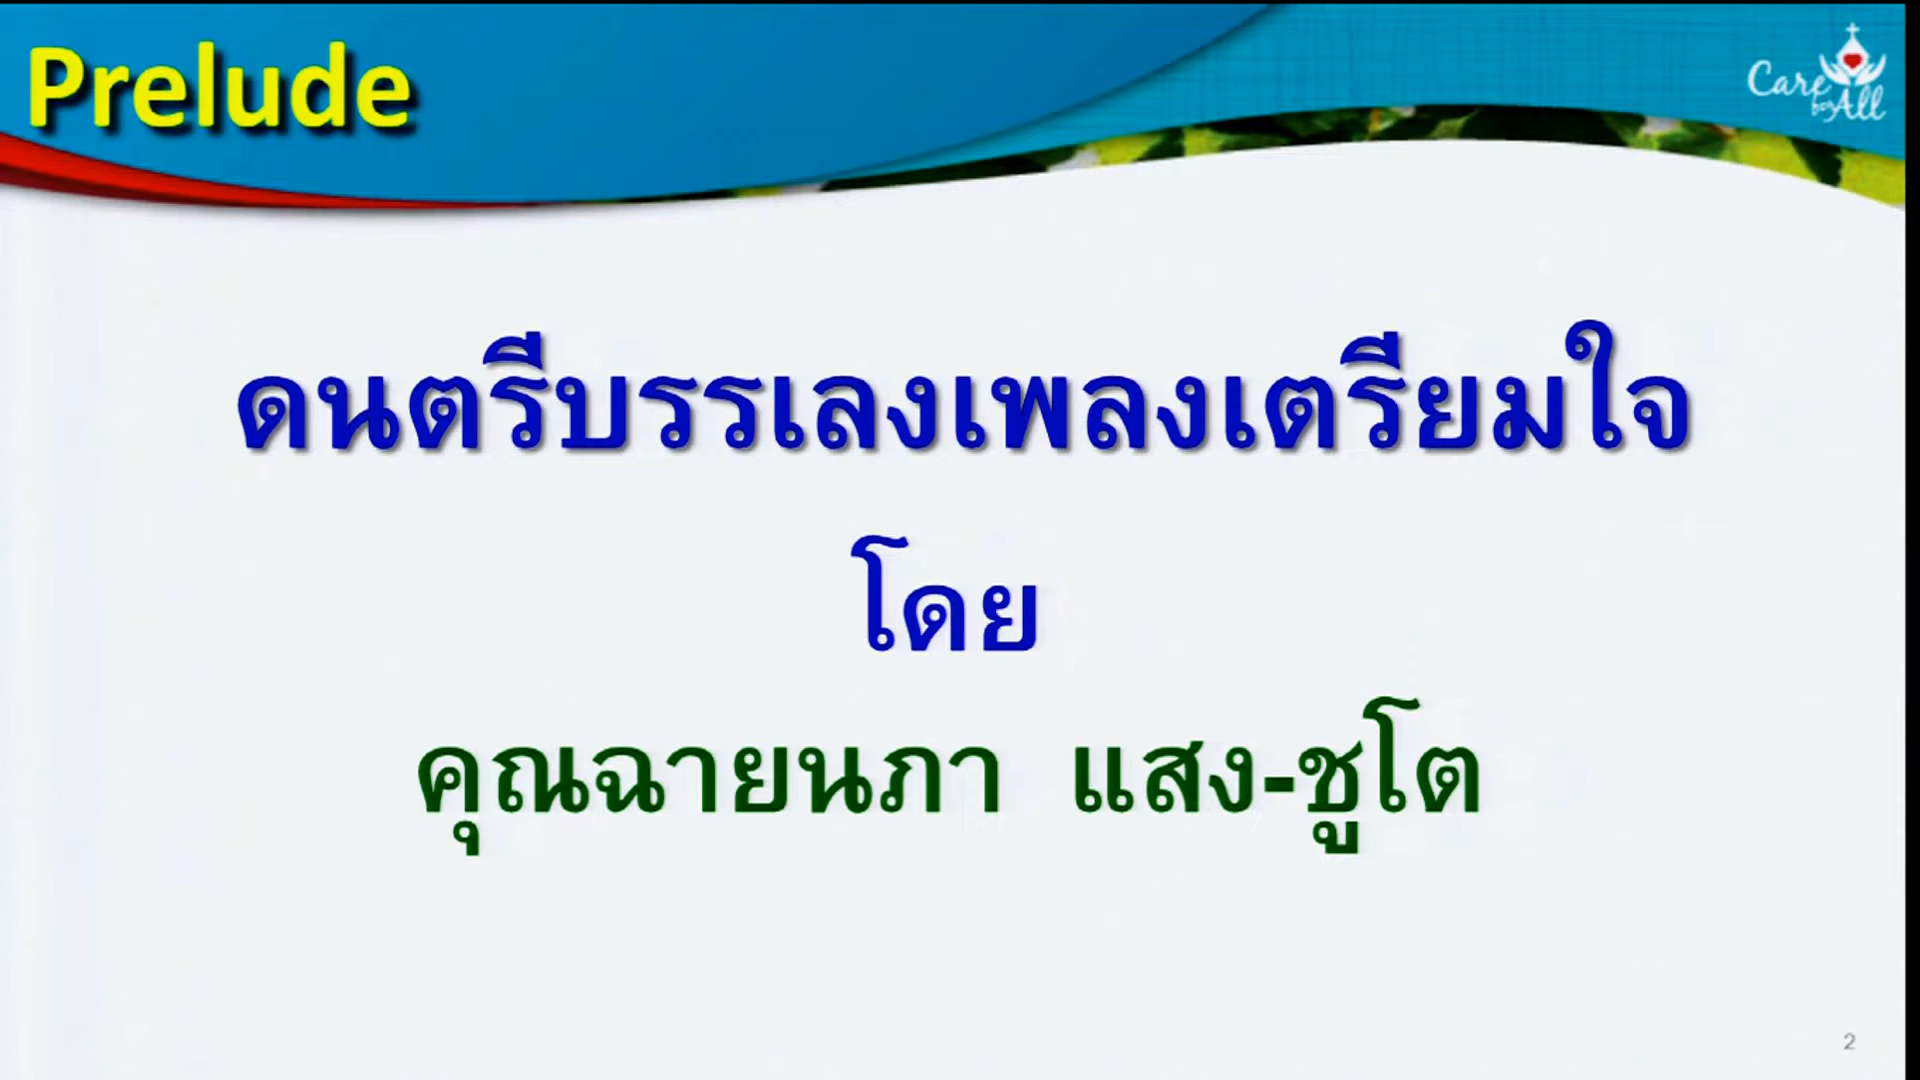 Prelude
Care for All
ดนตรีบรรเลงเพลงเตรียมใจ
โดย
คุณฉายนภา แสง-ชูโต
2